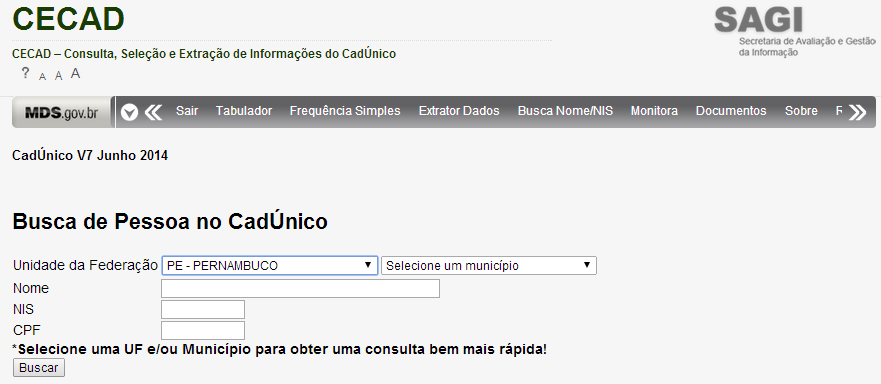 CECAD
SAGI
Secretaria de Avaliação e Gestão
da Informação
CECAD – Consulta, Seleção e Extração de Informações do CadÚnico
? A A A
MDS.gov.br Sair Tabulador Frequência Simples Extrator Dados Busca Nome/NIS Monitora Documentos Sobre R
CadÚnico V7 Junho 2014
Busca de Pessoa no CadÚnico
Unidade da Federação PE - PERNAMBUCO Selecione um município
Nome
NIS
CPF
*Selecione uma UF e/ou Município para obter uma consulta bem mais rápida!
Buscar